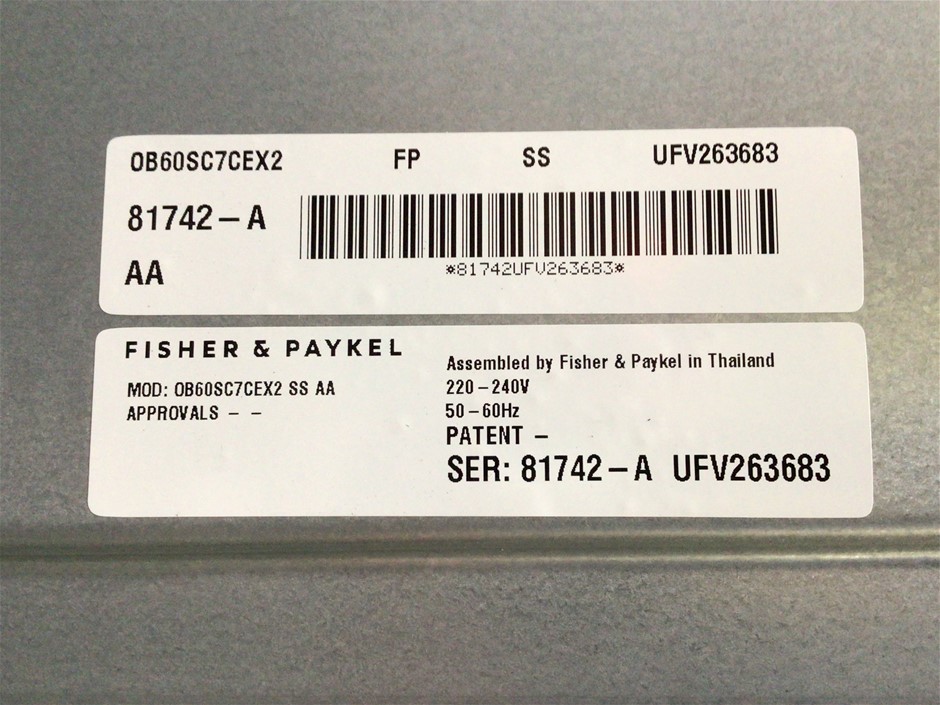 OB60SC7CEX2 FP SS UFV263683
81742-A
AA
*81742UFV263683*
FISHER & PAYKEL
MOD: OB60SC7CEX2 SS AA
APPROVALS - -
Assembled by Fisher & Paykel in Thailand
220-240V
50-60Hz
PATENT -
SER: 81742-A UFV263683